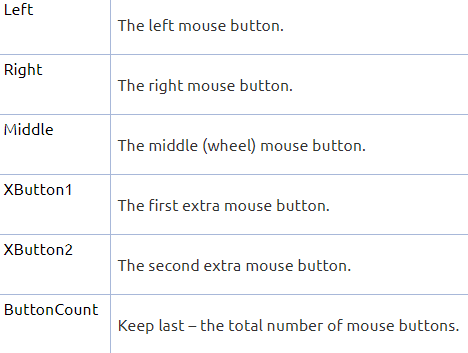 Left
The left mouse button.
Right
The right mouse button.
Middle
The middle (wheel) mouse button.
XButton1
The first extra mouse button.
XButton2
The second extra mouse button.
ButtonCount
Keep last – the total number of mouse buttons.